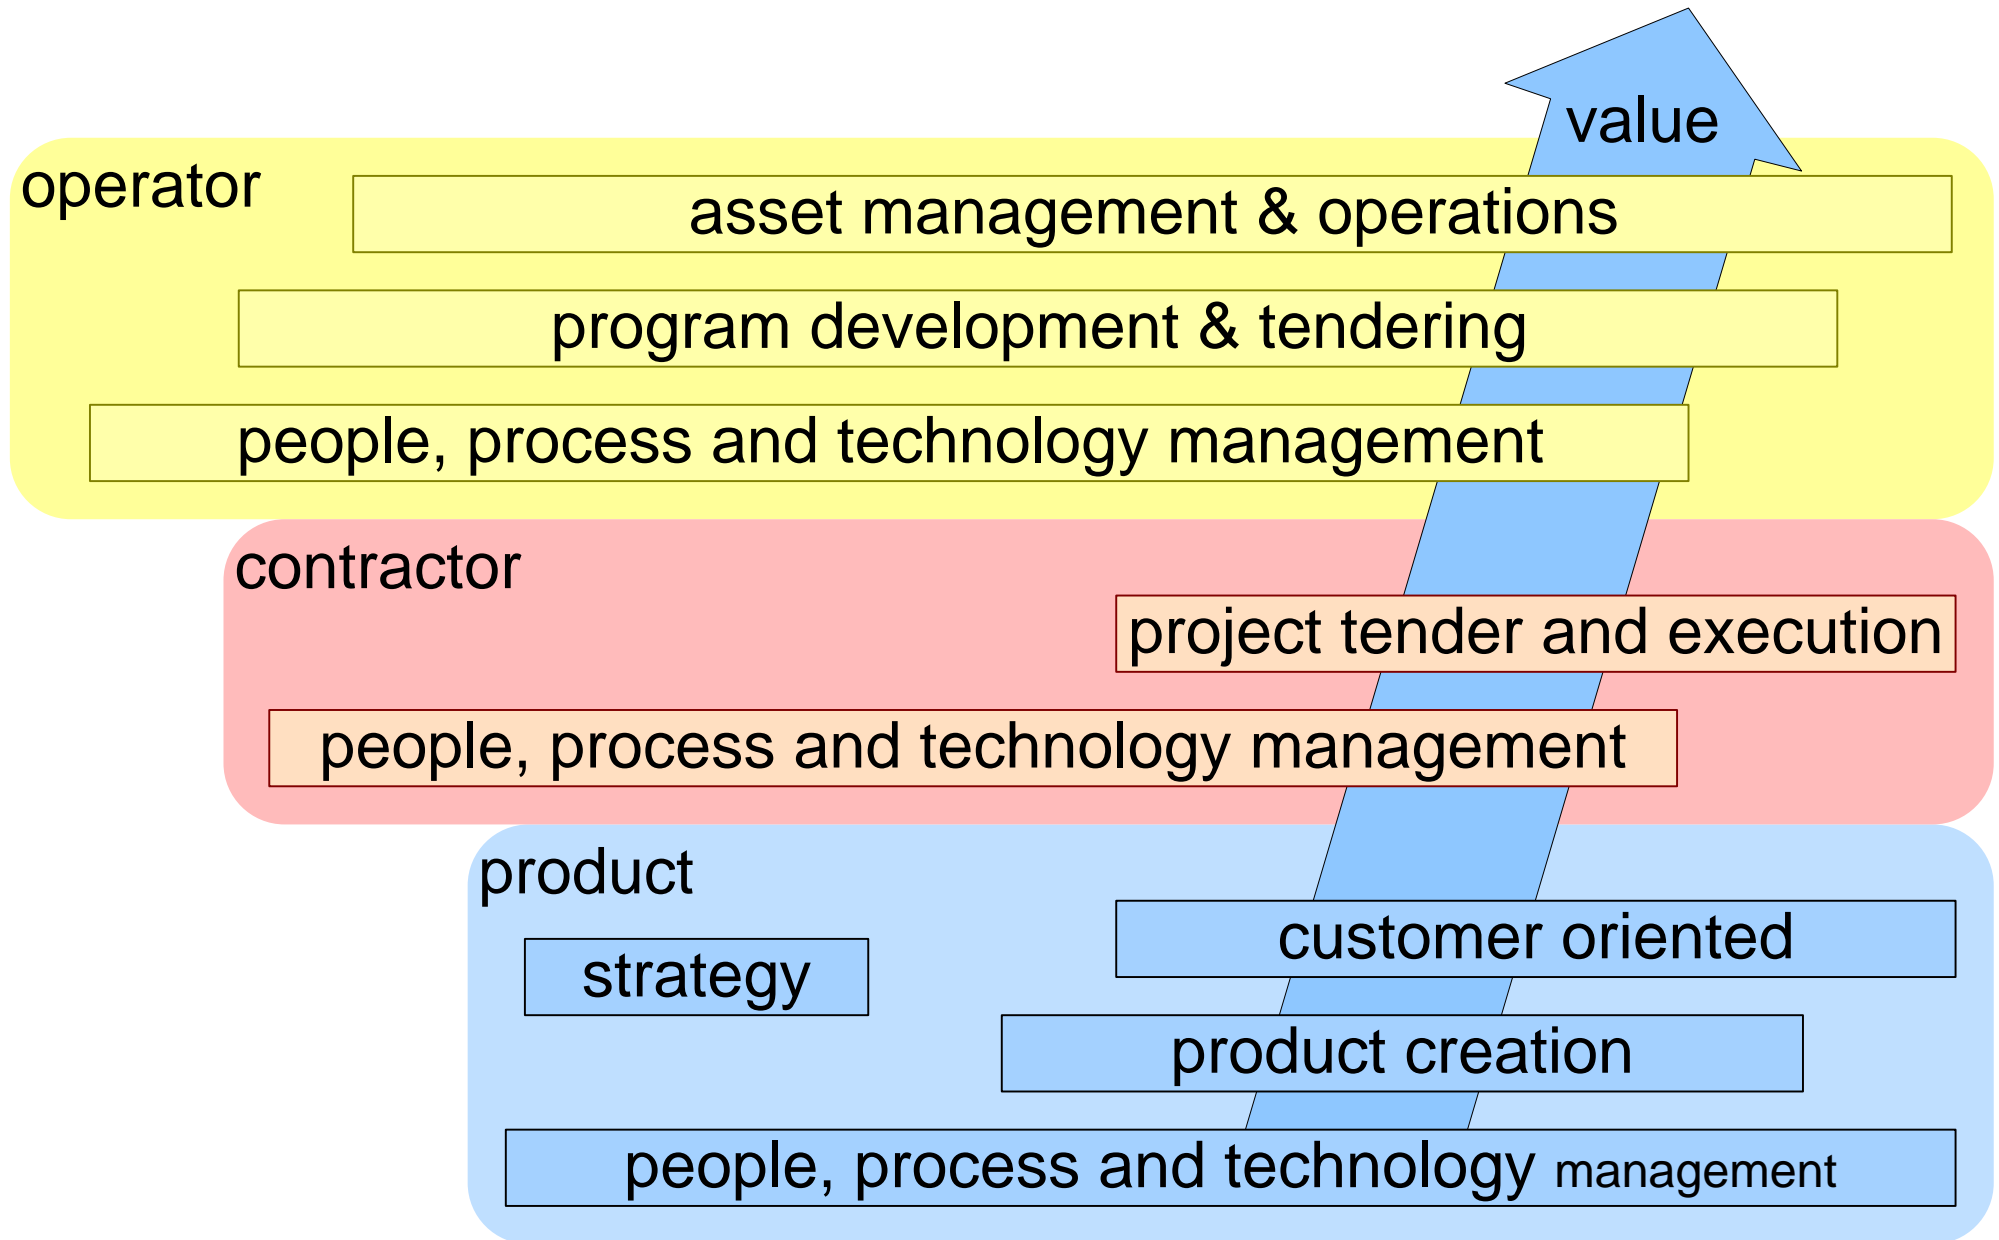 value
operator
asset management & operations
program development & tendering
people, process and technology management
contractor
project tender and execution
people, process and technology management
product
customer oriented
strategy
product creation
people, process and technology management